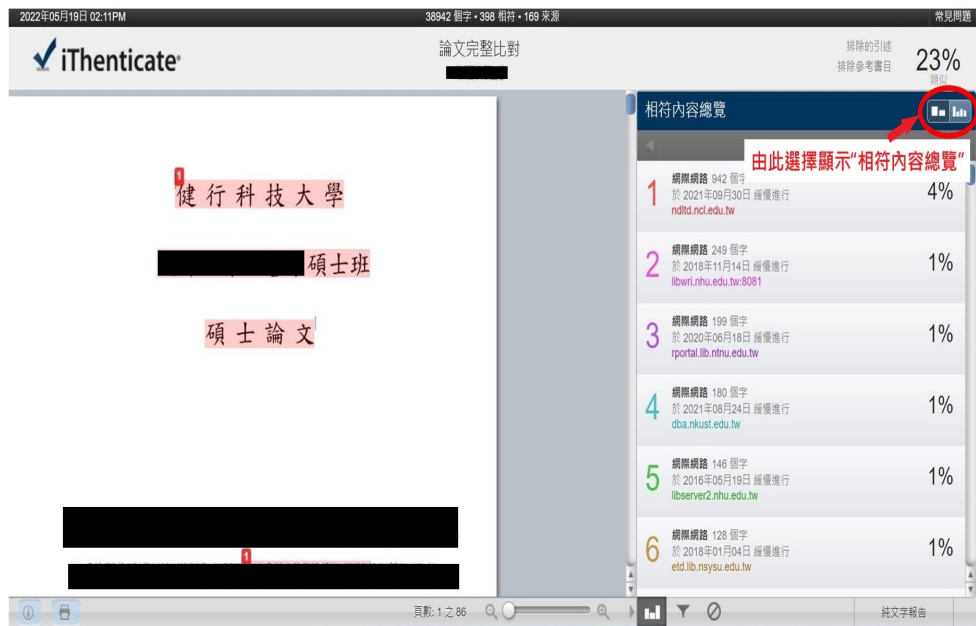 2022年05月19日 02:11PM
38942 個字 • 398 相符 • 169 來源
常見問題
iThenticate®
論文完整比對
排除的引述
排除參考書目
23%
類似
1
健行科技大學
碩士班
碩士論文
1
相符內容總覽
由此選擇顯示“相符內容總覽”
1 網際網路 942 個字
於 2021年09月30日 緩慢進行
ndltd.ncl.edu.tw
4%
2 網際網路 249 個字
於 2018年11月14日 緩慢進行
libwri.nhu.edu.tw:8081
1%
3 網際網路 199 個字
於 2020年06月18日 緩慢進行
rportal.lib.ntnu.edu.tw
1%
4 網際網路 180 個字
於 2021年08月24日 緩慢進行
dba.nkust.edu.tw
1%
5 網際網路 146 個字
於 2016年05月19日 緩慢進行
libserver2.nhu.edu.tw
1%
6 網際網路 128 個字
於 2018年01月04日 緩慢進行
etd.lib.nsysu.edu.tw
1%
頁數: 1 之 86
純文字報告